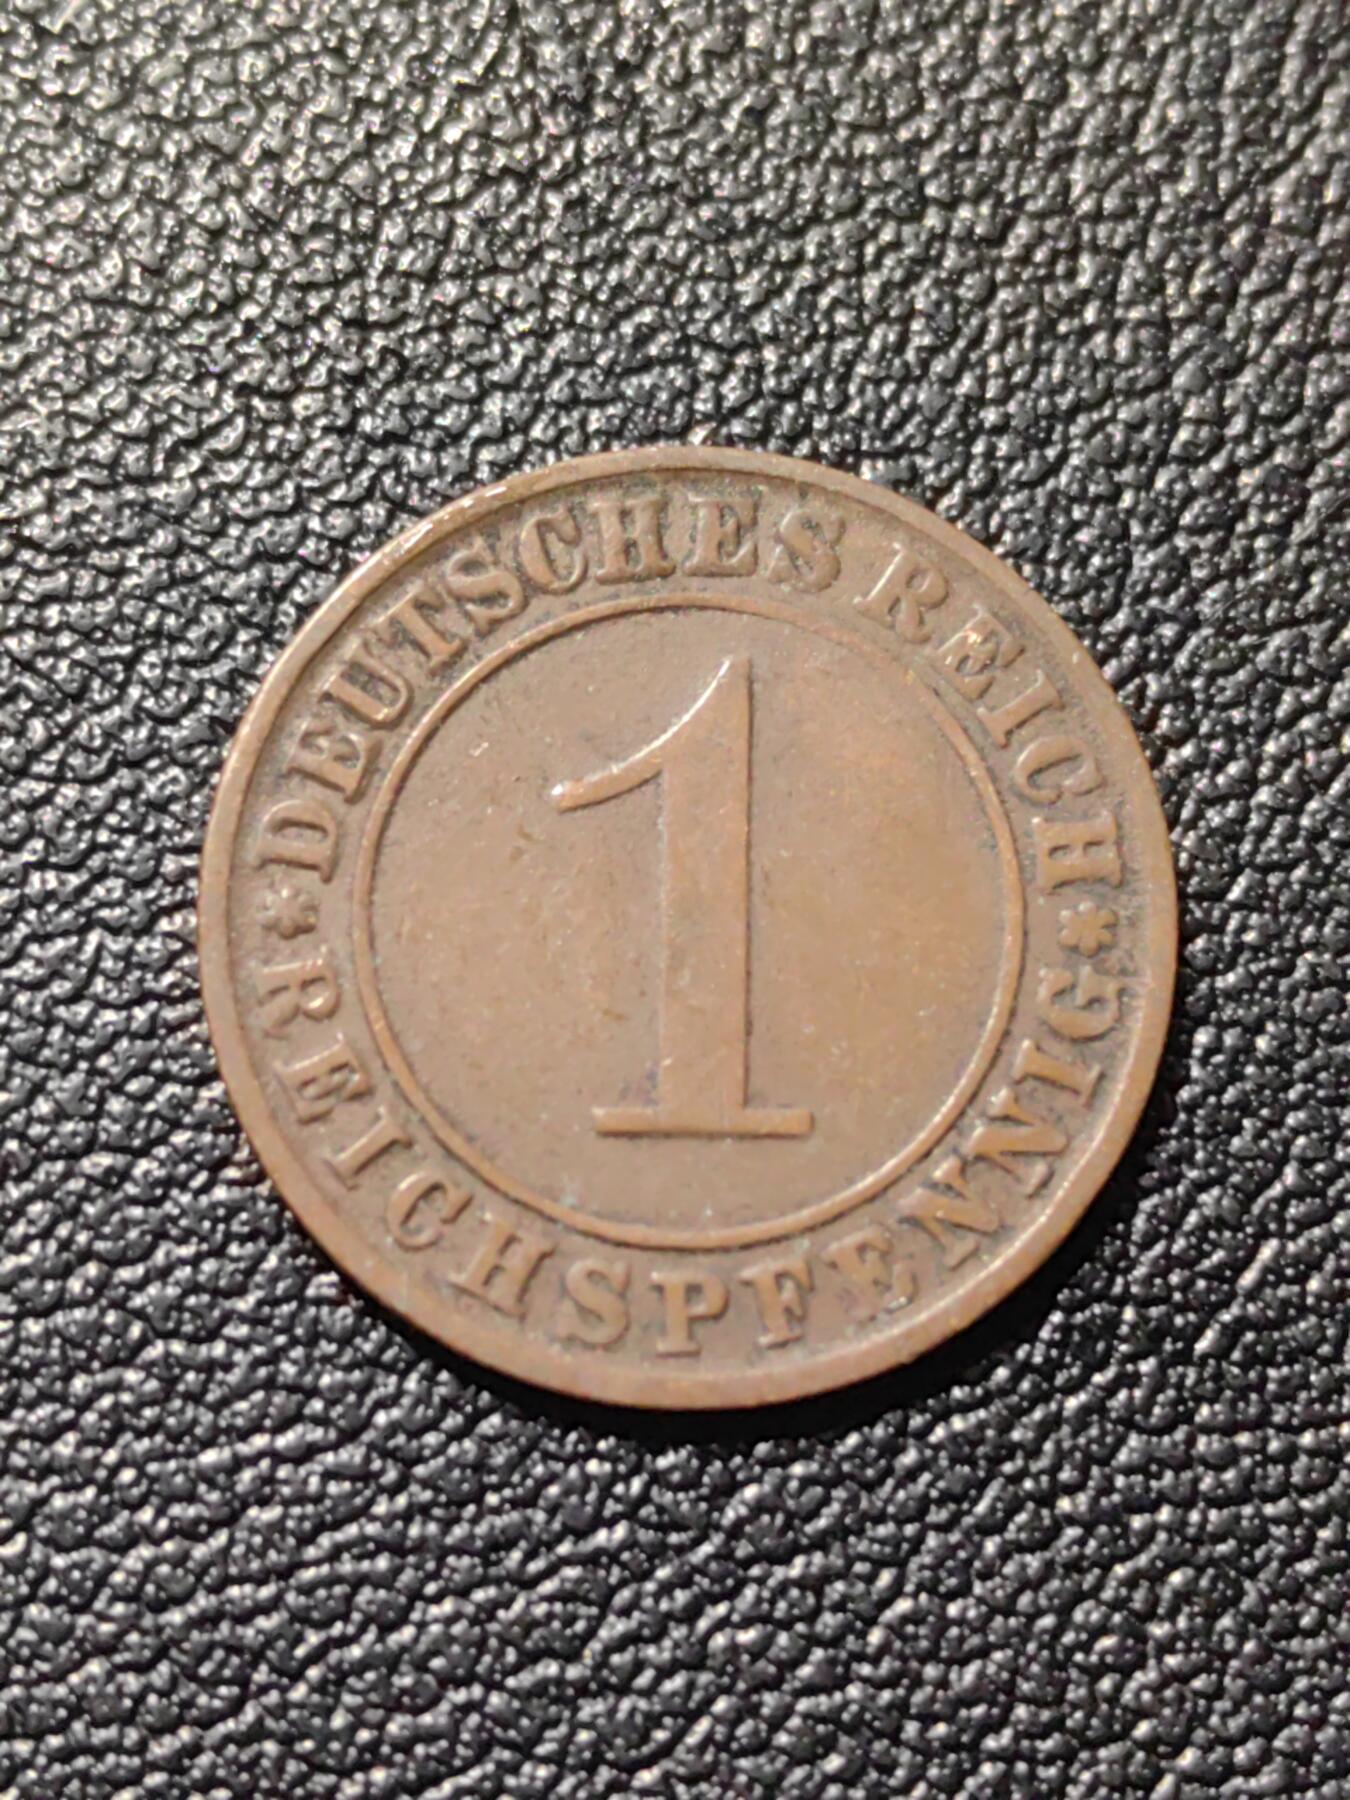 *DEUTSCHES REICH*
1
REICHSPFENNIG